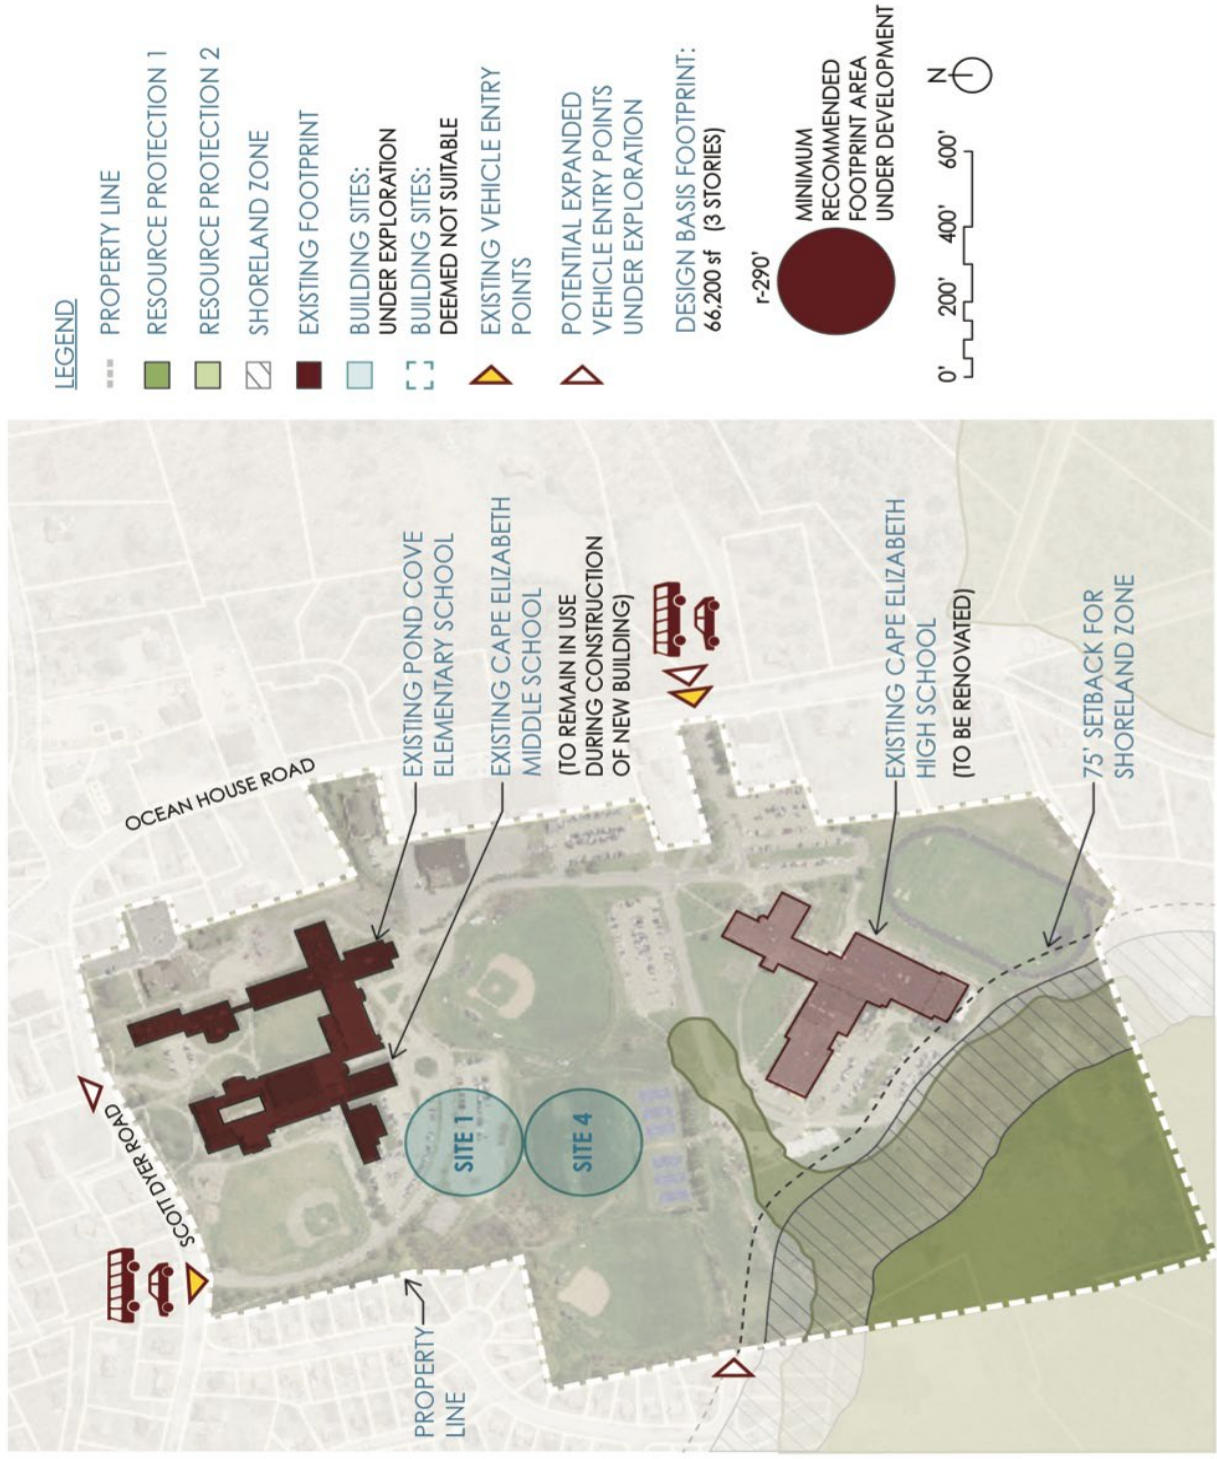 LEGEND
PROPERTY LINE
RESOURCE PROTECTION 1
RESOURCE PROTECTION 2
SHORELAND ZONE
EXISTING FOOTPRINT
BUILDING SITES:
UNDER EXPLORATION
BUILDING SITES:
DEEMED NOT SUITABLE
EXISTING VEHICLE ENTRY
POINTS
POTENTIAL EXPANDED
VEHICLE ENTRY POINTS
UNDER EXPLORATION
DESIGN BASIS FOOTPRINT:
66,200 sf (3 STORIES)
r-290'
MINIMUM
RECOMMENDED
FOOTPRINT AREA
UNDER DEVELOPMENT
0' 200' 400' 600'
N
OCEAN HOUSE ROAD
SCOTT DYER ROAD
EXISTING POND COVE
ELEMENTARY SCHOOL
EXISTING CAPE ELIZABETH
MIDDLE SCHOOL
(TO REMAIN IN USE
DURING CONSTRUCTION
OF NEW BUILDING)
EXISTING CAPE ELIZABETH
HIGH SCHOOL
(TO BE RENOVATED)
75' SETBACK FOR
SHORELAND ZONE
SITE 1
SITE 4
PROPERTY
LINE